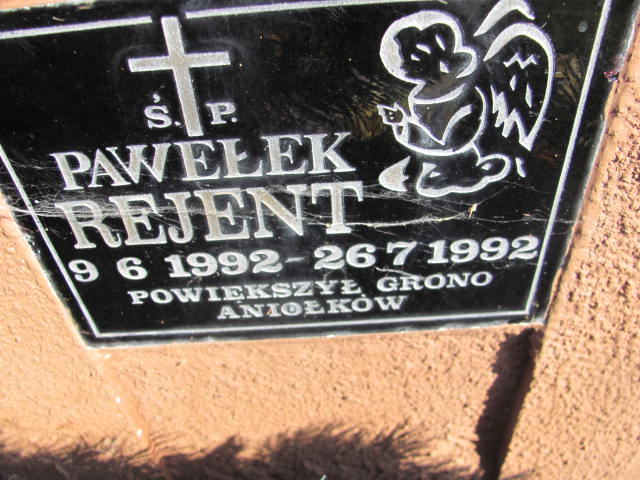 Ś. P.
PAWEŁEK
REJENT
9 6 1992 - 26 7 1992
POWIĘKSZYŁ GRONO
ANIOŁKÓW